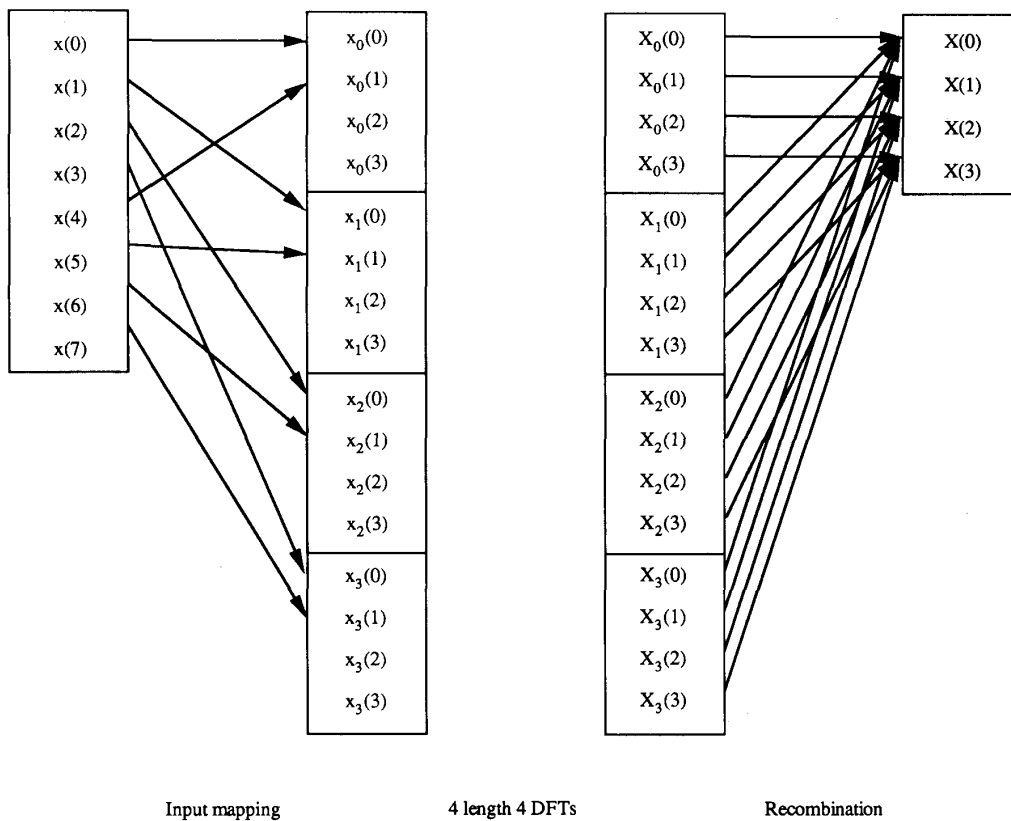 x(0)
x(1)
x(2)
x(3)
x(4)
x(5)
x(6)
x(7)
x₀(0)
x₀(1)
x₀(2)
x₀(3)
x₁(0)
x₁(1)
x₁(2)
x₁(3)
x₂(0)
x₂(1)
x₂(2)
x₂(3)
x₃(0)
x₃(1)
x₃(2)
x₃(3)
X₀(0)
X₀(1)
X₀(2)
X₀(3)
X₁(0)
X₁(1)
X₁(2)
X₁(3)
X₂(0)
X₂(1)
X₂(2)
X₂(3)
X₃(0)
X₃(1)
X₃(2)
X₃(3)
X(0)
X(1)
X(2)
X(3)
Input mapping
4 length 4 DFTs
Recombination